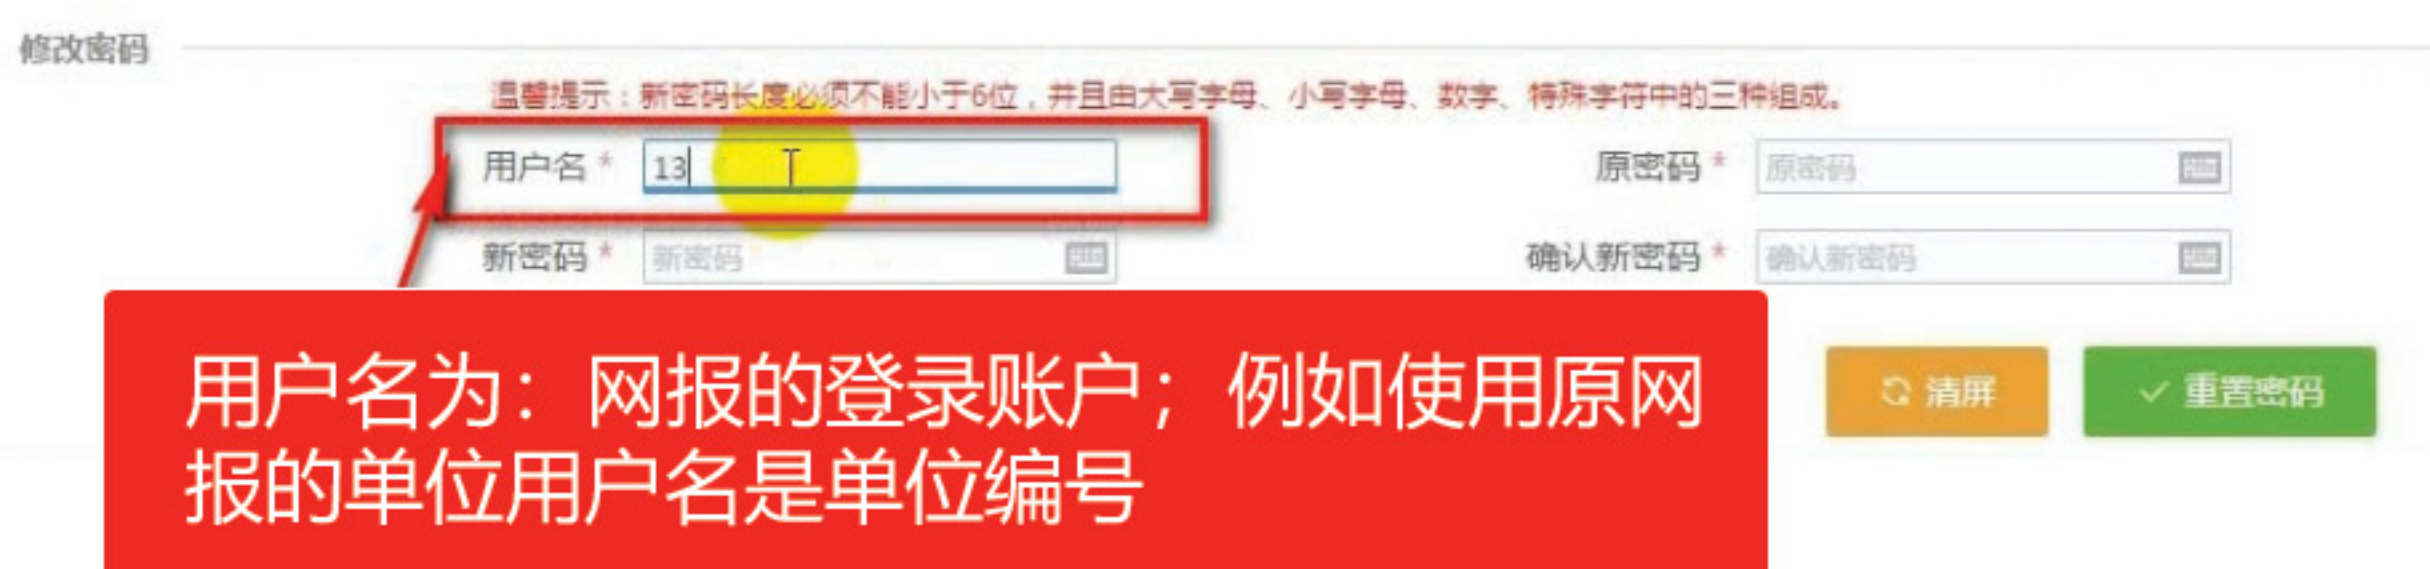 修改密码
温馨提示：新密码长度必须不能小于6位，并且由大写字母、小写字母、数字、特殊字符中的三种组成。
用户名 * 13 原密码 * 原密码
新密码 * 新密码 确认新密码 * 确认新密码
清屏 重置密码
用户名为：网报的登录账户；例如使用原网
报的单位用户名是单位编号